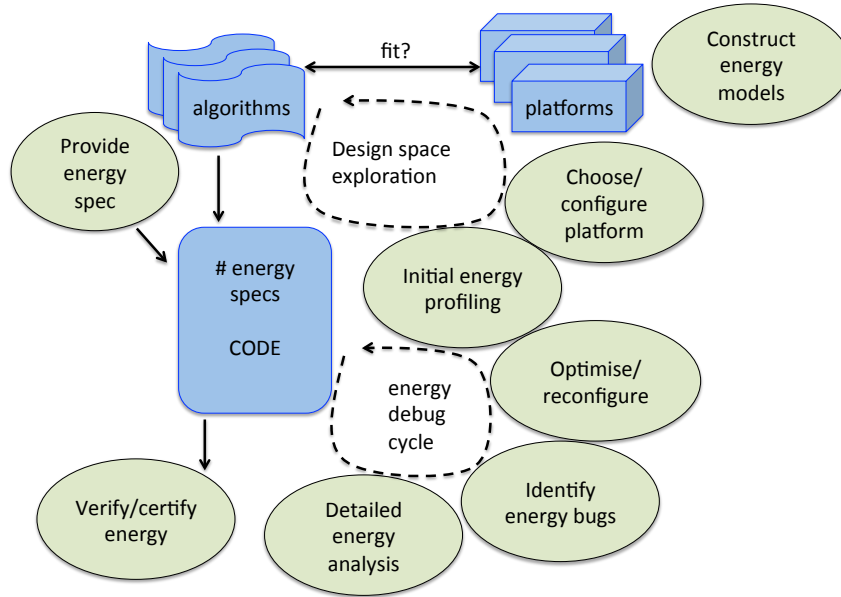 fit?
algorithms
platforms
Construct
energy
models
Provide
energy
spec
Design space
exploration
Choose/
configure
platform
# energy
specs
CODE
Initial energy
profiling
energy
debug
cycle
Optimise/
reconfigure
Verify/certify
energy
Detailed
energy
analysis
Identify
energy bugs